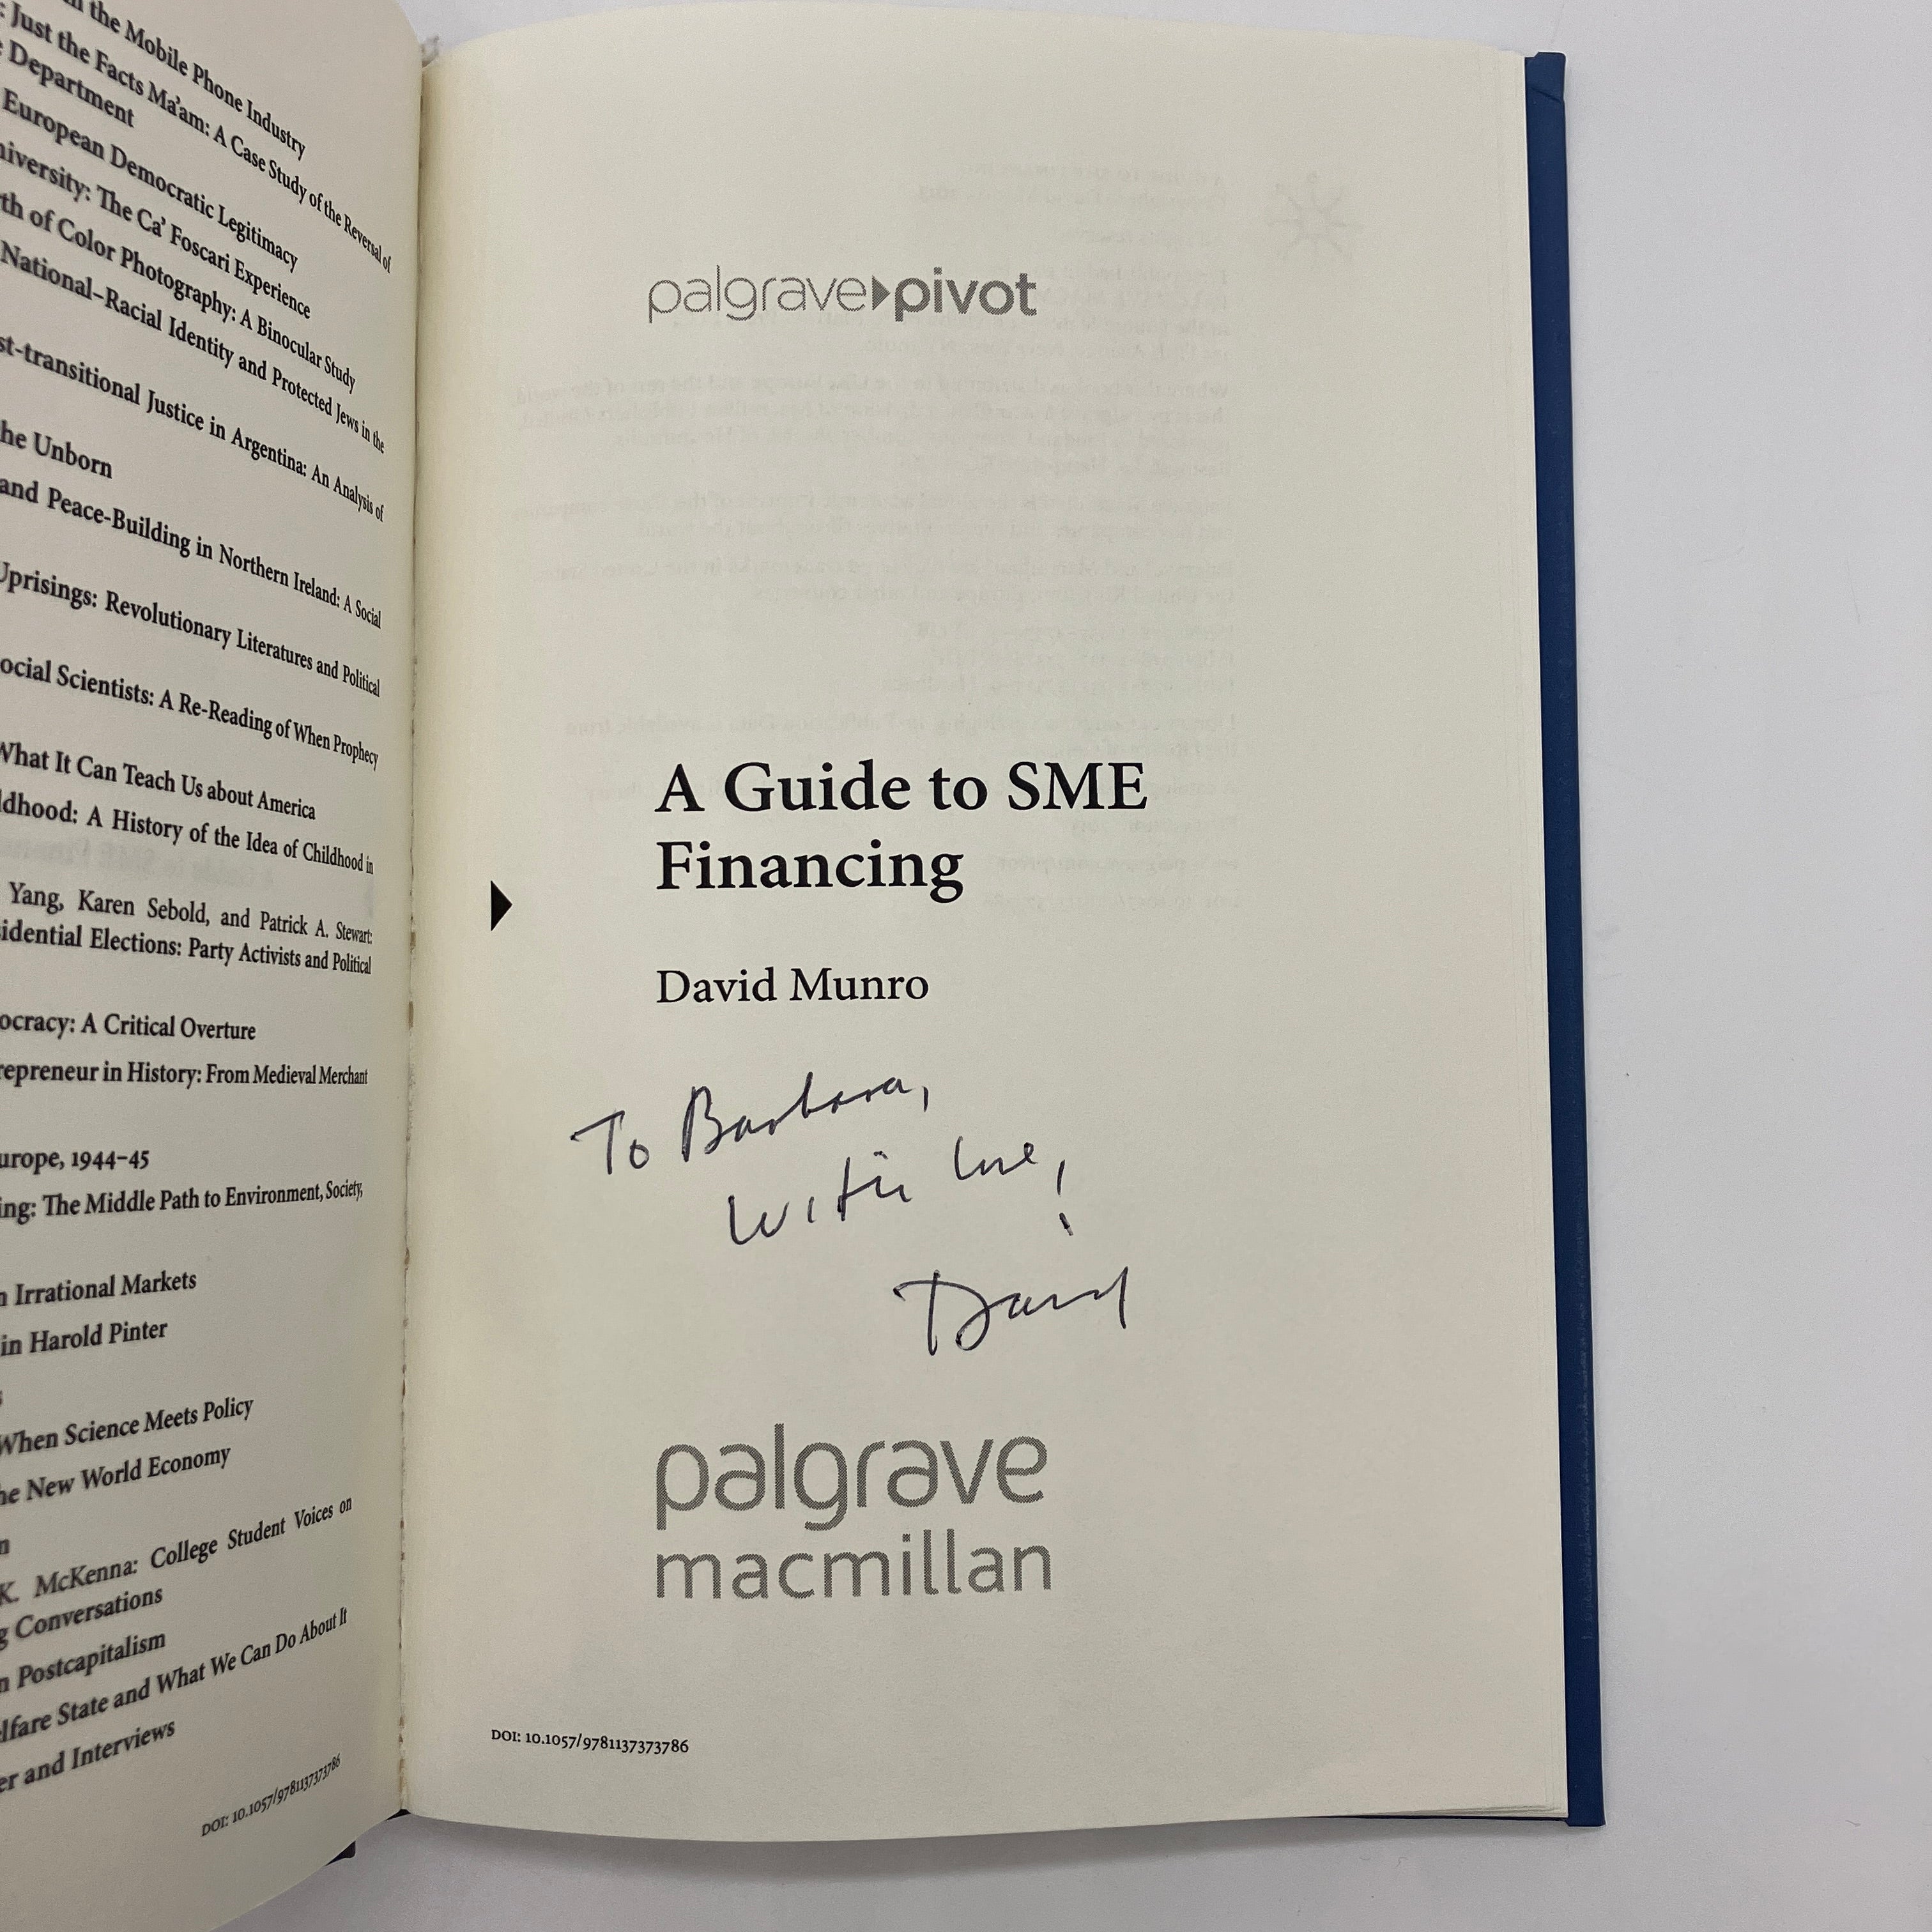 the Mobile Phone Industry
: Just the Facts Ma'am: A Case Study of the Reversal of
Department
European Democratic Legitimacy
niversity: The Ca' Foscari Experience
th of Color Photography: A Binocular Study
National–Racial Identity and Protected Jews in the
st-transitional Justice in Argentina: An Analysis of
he Unborn
and Peace-Building in Northern Ireland: A Social
Uprisings: Revolutionary Literatures and Political
ocial Scientists: A Re-Reading of When Prophecy
What It Can Teach Us about America
ldhood: A History of the Idea of Childhood in
Yang, Karen Sebold, and Patrick A. Stewart:
sidential Elections: Party Activists and Political
ocracy: A Critical Overture
repreneur in History: From Medieval Merchant
urope, 1944–45
ing: The Middle Path to Environment, Society,
n Irrational Markets
in Harold Pinter
s
When Science Meets Policy
he New World Economy
n
K. McKenna: College Student Voices on
g Conversations
n Postcapitalism
lfare State and What We Can Do About It
er and Interviews
DOI: 10.1057/9781137373786
palgrave▸pivot
A Guide to SME
Financing
David Munro
To Barbara,
with love,
David
palgrave
macmillan
DOI: 10.1057/9781137373786